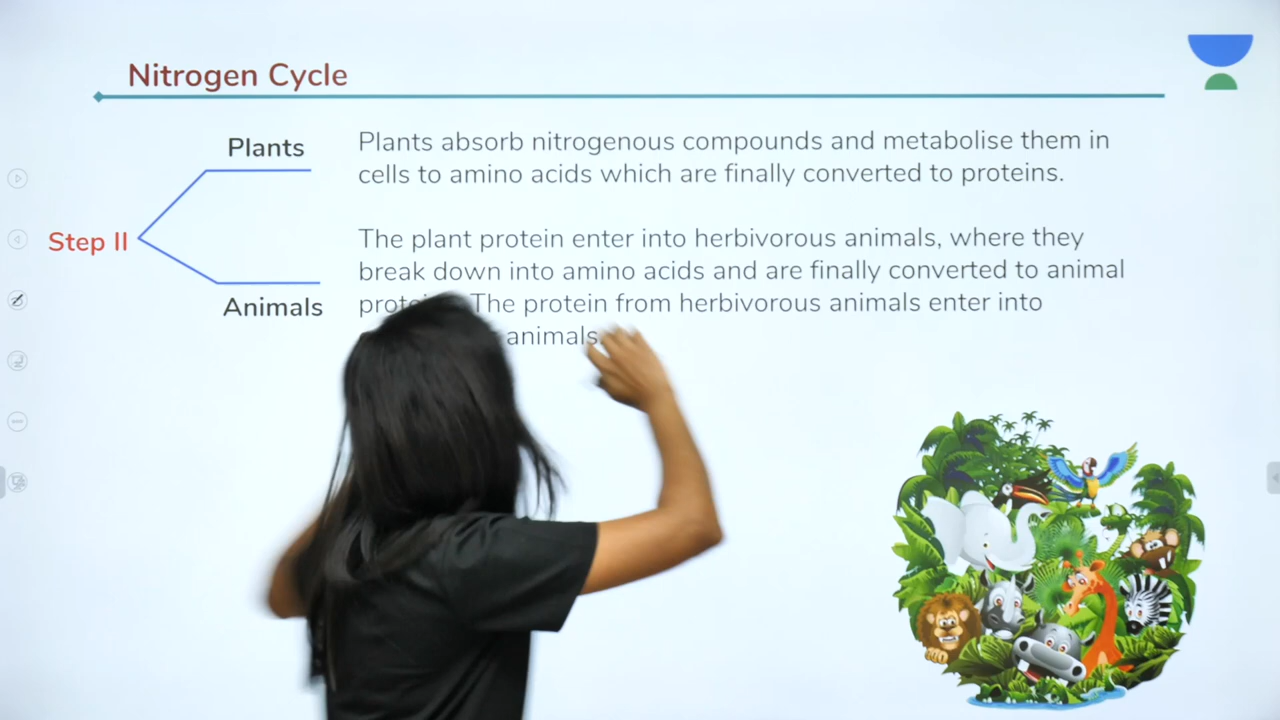 Nitrogen Cycle
Plants
Plants absorb nitrogenous compounds and metabolise them in
cells to amino acids which are finally converted to proteins.
Step II
The plant protein enter into herbivorous animals, where they
break down into amino acids and are finally converted to animal
Animals
The protein from herbivorous animals enter into
animals.